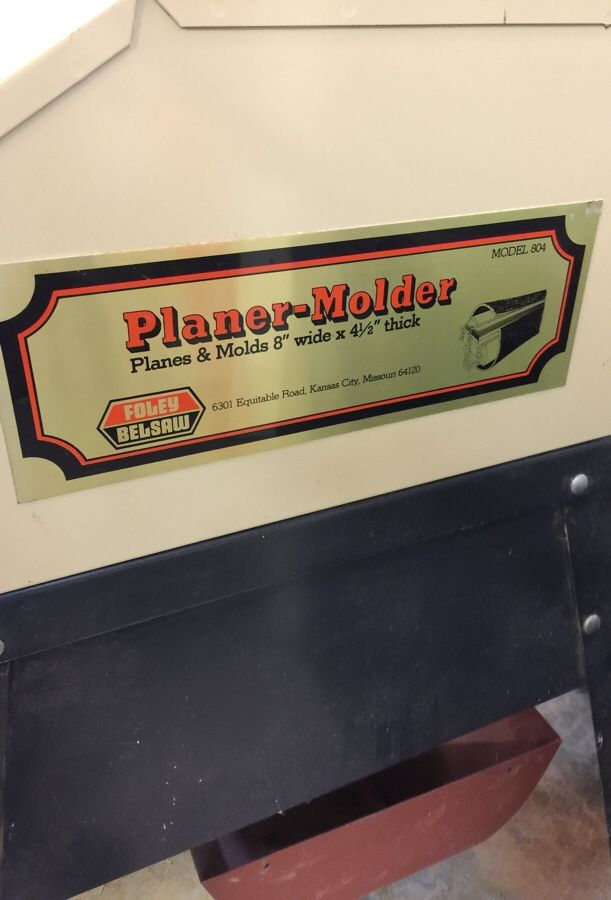 MODEL 804
Planer-Molder
Planes & Molds 8" wide x 4½" thick
FOLEY
BELSAW
6301 Equitable Road, Kansas City, Missouri 64120